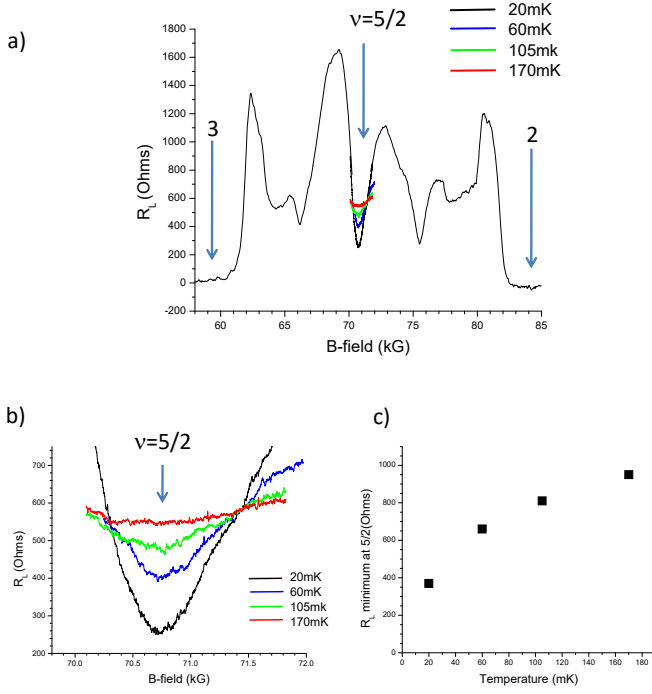 a)
ν=5/2
20mK
60mK
105mk
170mK
3
2
1800
1600
1400
1200
1000
800
600
400
200
0
-200
R_L (Ohms)
60 65 70 75 80 85
B-field (kG)
b)
ν=5/2
700
600
500
400
300
200
R_L (Ohms)
20mK
60mK
105mk
170mK
70.0 70.5 71.0 71.5 72.0
B-field (kG)
c)
1000
800
600
400
200
0
R_L minimum at 5/2(Ohms)
0 20 40 60 80 100 120 140 160 180
Temperature (mK)